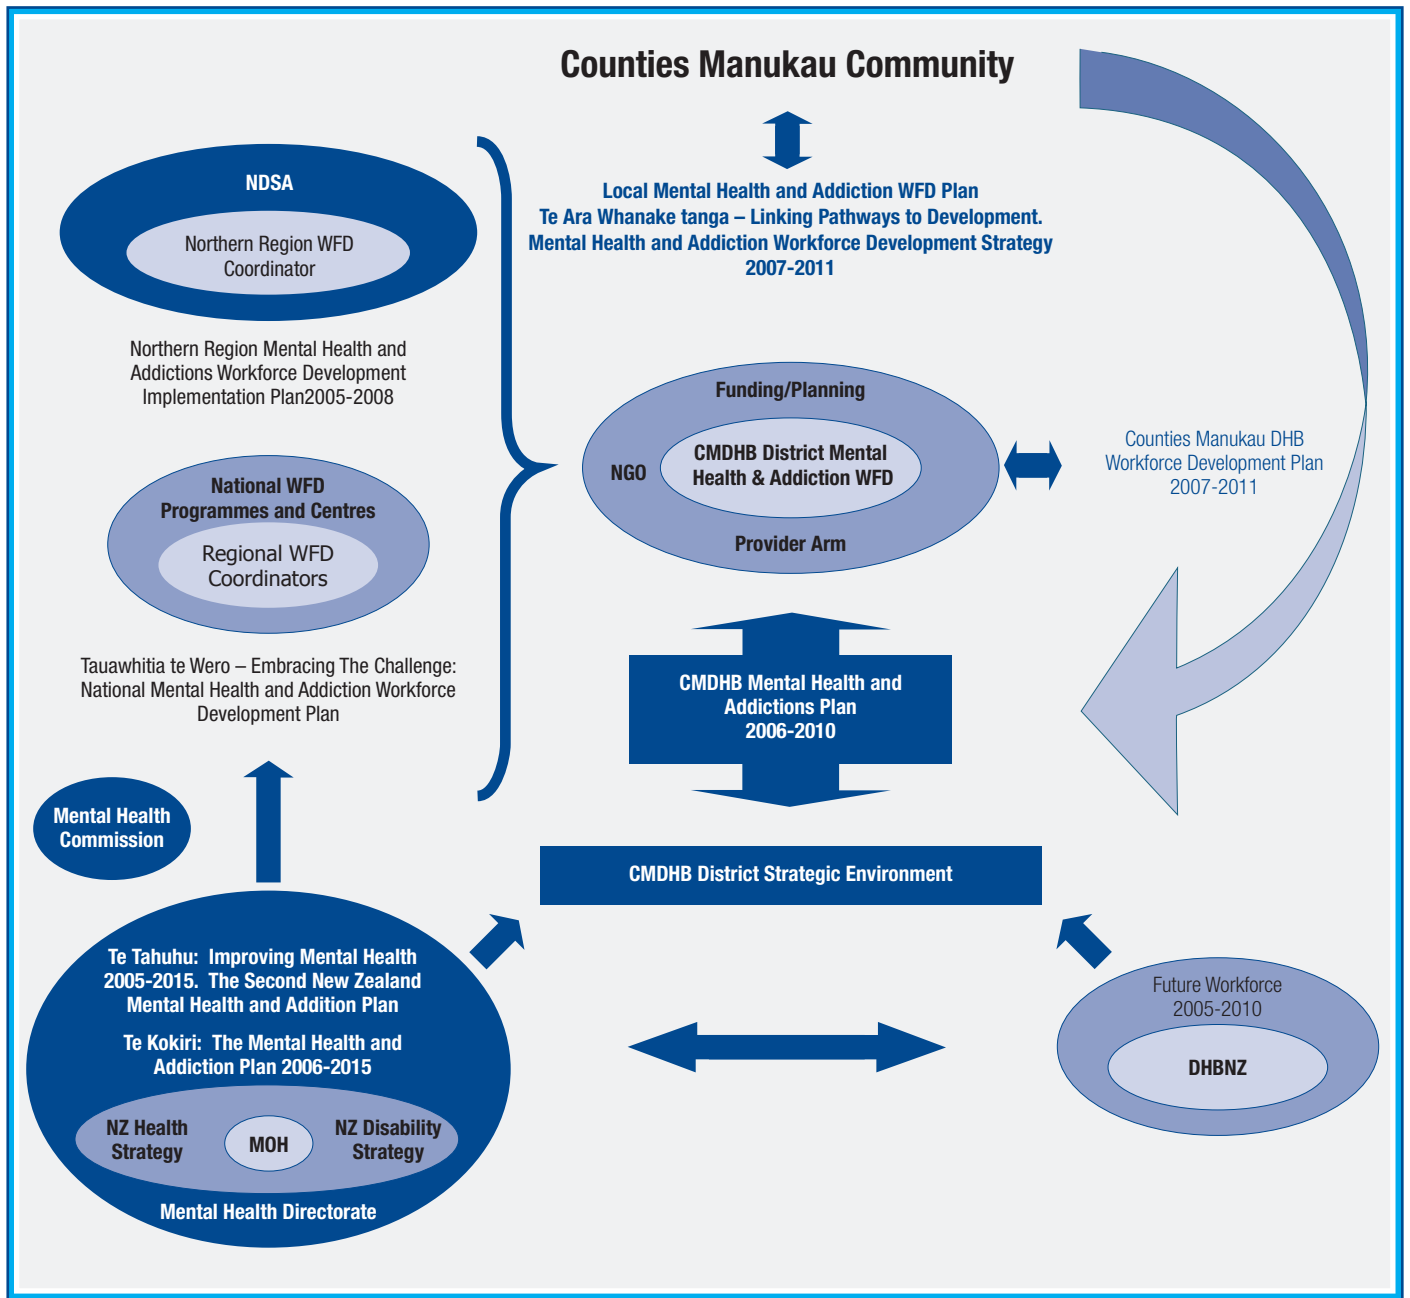 Counties Manukau Community
NDSA
Northern Region WFD
Coordinator
Northern Region Mental Health and
Addictions Workforce Development
Implementation Plan2005-2008
National WFD
Programmes and Centres
Regional WFD
Coordinators
Tauawhitia te Wero – Embracing The Challenge:
National Mental Health and Addiction Workforce
Development Plan
Local Mental Health and Addiction WFD Plan
Te Ara Whanake tanga – Linking Pathways to Development.
Mental Health and Addiction Workforce Development Strategy
2007-2011
Funding/Planning
NGO
CMDHB District Mental
Health & Addiction WFD
Provider Arm
Counties Manukau DHB
Workforce Development Plan
2007-2011
CMDHB Mental Health and
Addictions Plan
2006-2010
CMDHB District Strategic Environment
Mental Health
Commission
Te Tahuhu:  Improving Mental Health
2005-2015.  The Second New Zealand
Mental Health and Addition Plan
Te Kokiri:  The Mental Health and
Addiction Plan 2006-2015
NZ Health
Strategy
MOH
NZ Disability
Strategy
Mental Health Directorate
Future Workforce
2005-2010
DHBNZ